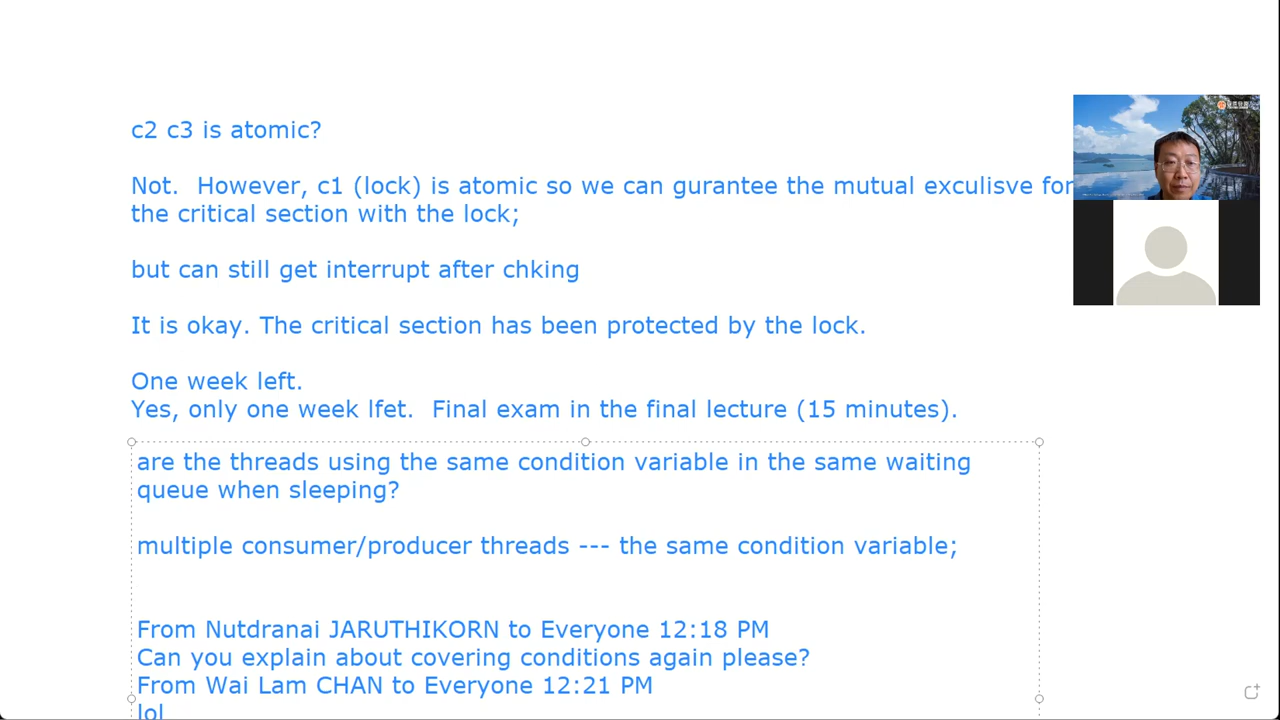 c2 c3 is atomic?
Not.  However, c1 (lock) is atomic so we can gurantee the mutual exculisve for
the critical section with the lock;
but can still get interrupt after chking
It is okay. The critical section has been protected by the lock.
One week left.
Yes, only one week lfet.  Final exam in the final lecture (15 minutes).
are the threads using the same condition variable in the same waiting
queue when sleeping?
multiple consumer/producer threads --- the same condition variable;
From Nutdranai JARUTHIKORN to Everyone 12:18 PM
Can you explain about covering conditions again please?
From Wai Lam CHAN to Everyone 12:21 PM
lol